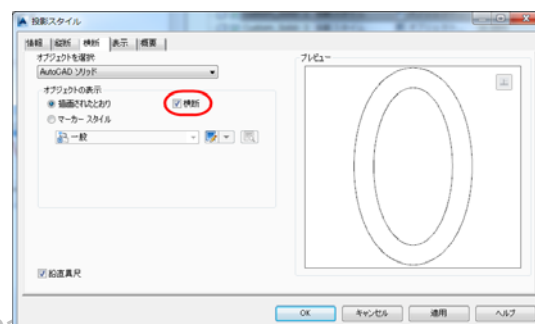 投影スタイル
情報 縦断 横断 表示 概要
オブジェクトを選択
AutoCAD ソリッド
オブジェクトの表示
描画されたとおり 横断
マーカー スタイル
一般
プレビュー
鉛直異尺
OK キャンセル 適用 ヘルプ